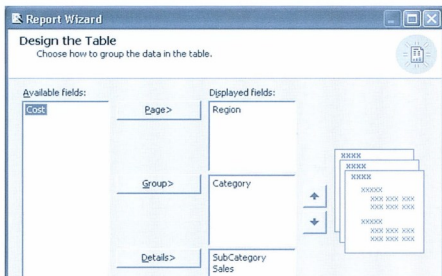 Report Wizard
Design the Table
Choose how to group the data in the table.
Available fields:
Displayed fields:
Cost
Page>
Region
Group>
Category
Details>
SubCategory
Sales
XXXX
XXXX
XXXX
XXXXX
XXX XXX XXX
XXX XXX XXX
XXXXX
XXX XXX XXX
XXX XXX XXX